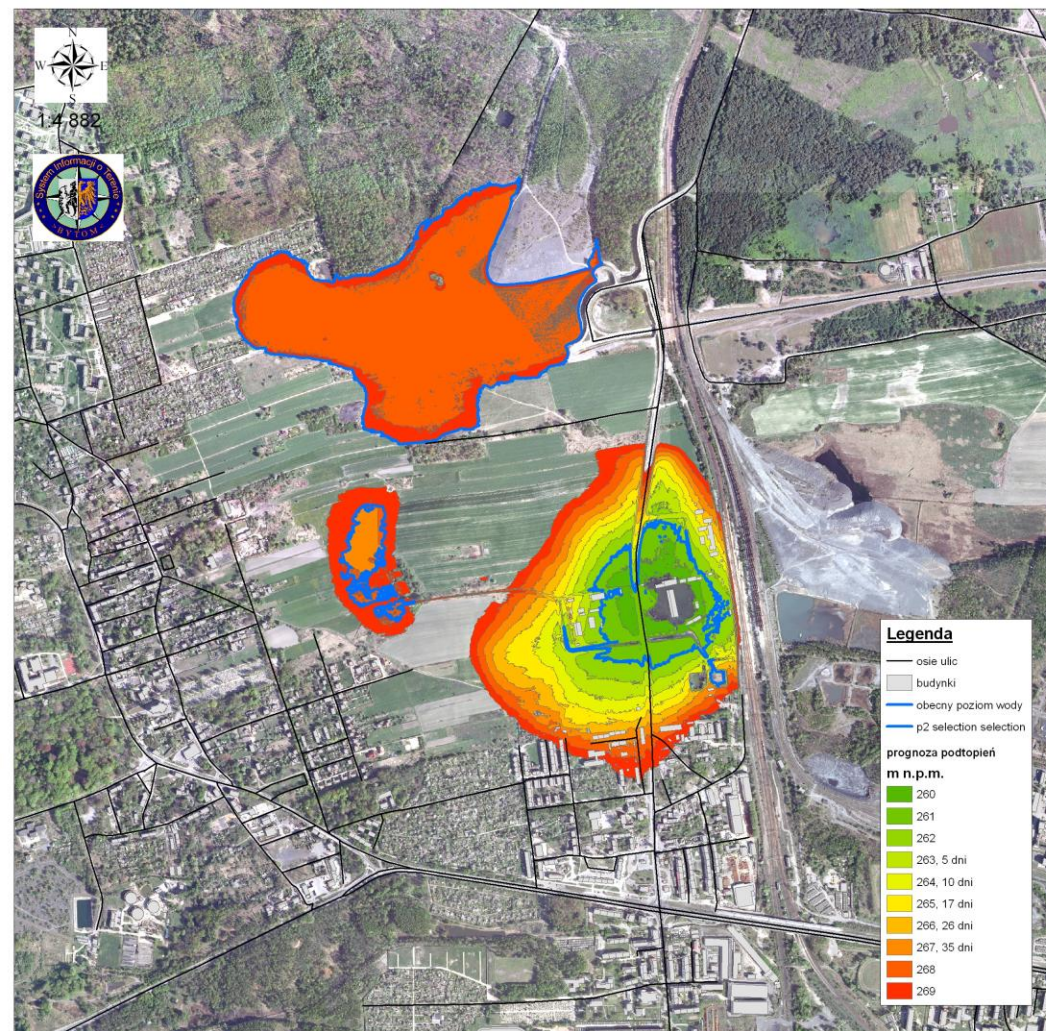 N
W E
S
1:4 882
System Informacji o Terenie
BYTOM
Legenda
osie ulic
budynki
obecny poziom wody
p2 selection selection
prognoza podtopień
m n.p.m.
260
261
262
263, 5 dni
264, 10 dni
265, 17 dni
266, 26 dni
267, 35 dni
268
269